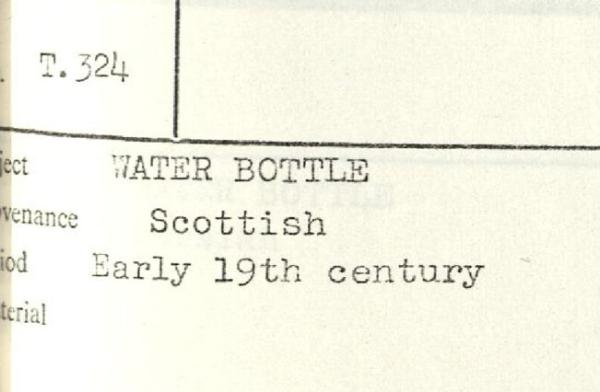 . T.324
ject WATER BOTTLE
venance Scottish
iod Early 19th century
terial